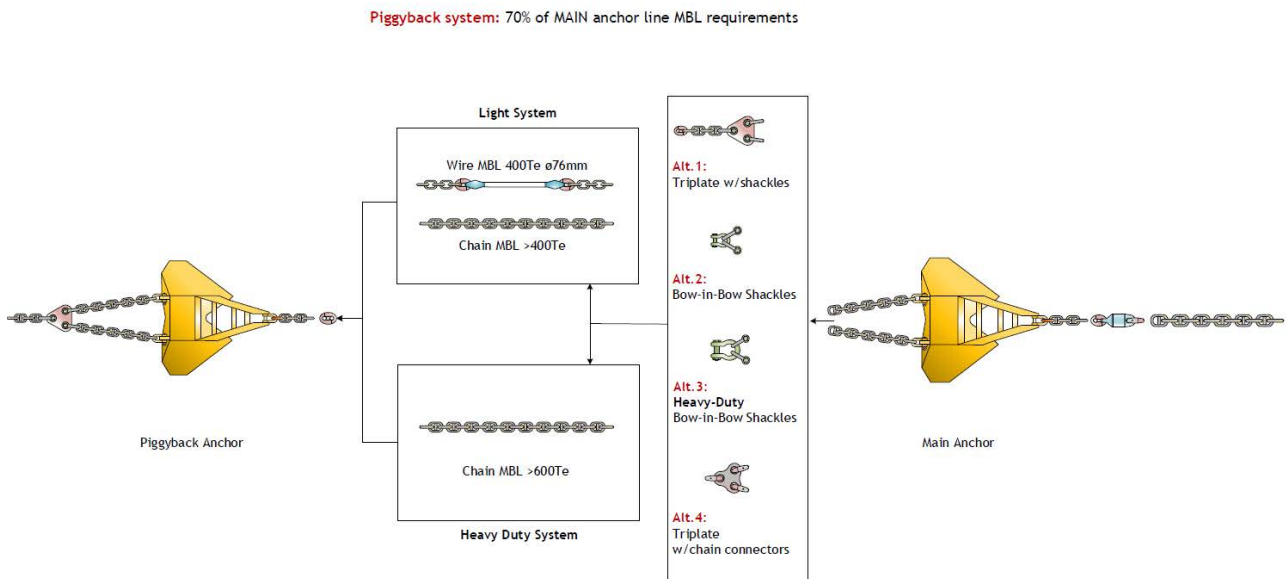 Piggyback system: 70% of MAIN anchor line MBL requirements
Light System
Wire MBL 400Te ø76mm
Chain MBL >400Te
Alt.1:
Triplate w/shackles
Alt.2:
Bow-in-Bow Shackles
Alt.3:
Heavy-Duty
Bow-in-Bow Shackles
Alt.4:
Triplate
w/chain connectors
Piggyback Anchor
Main Anchor
Chain MBL >600Te
Heavy Duty System